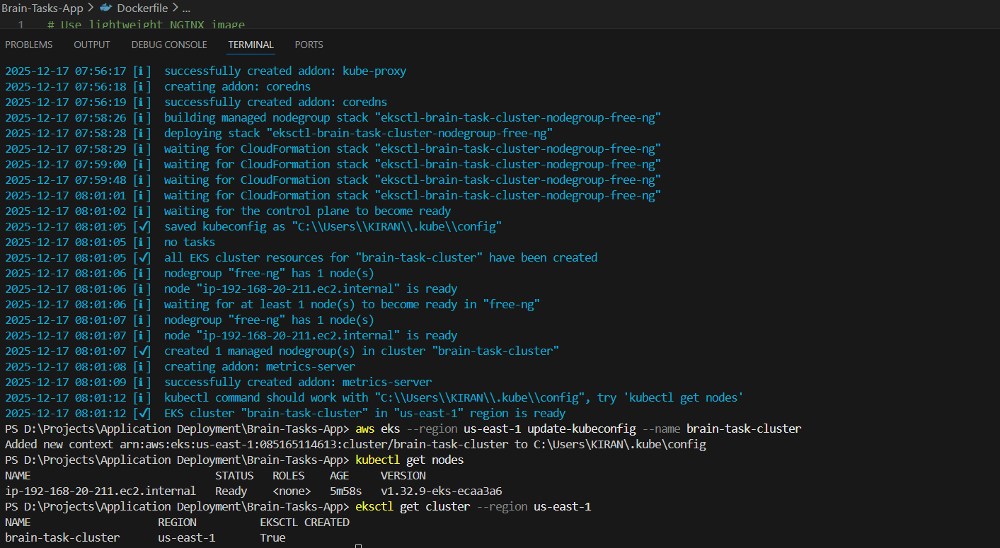 Brain-Tasks-App > Dockerfile > ...
1 # Use lightweight NGINX image
PROBLEMS OUTPUT DEBUG CONSOLE TERMINAL PORTS
2025-12-17 07:56:17 [ℹ]  successfully created addon: kube-proxy
2025-12-17 07:56:18 [ℹ]  creating addon: coredns
2025-12-17 07:56:19 [ℹ]  successfully created addon: coredns
2025-12-17 07:58:26 [ℹ]  building managed nodegroup stack "eksctl-brain-task-cluster-nodegroup-free-ng"
2025-12-17 07:58:28 [ℹ]  deploying stack "eksctl-brain-task-cluster-nodegroup-free-ng"
2025-12-17 07:58:29 [ℹ]  waiting for CloudFormation stack "eksctl-brain-task-cluster-nodegroup-free-ng"
2025-12-17 07:59:00 [ℹ]  waiting for CloudFormation stack "eksctl-brain-task-cluster-nodegroup-free-ng"
2025-12-17 07:59:48 [ℹ]  waiting for CloudFormation stack "eksctl-brain-task-cluster-nodegroup-free-ng"
2025-12-17 08:01:01 [ℹ]  waiting for CloudFormation stack "eksctl-brain-task-cluster-nodegroup-free-ng"
2025-12-17 08:01:02 [ℹ]  waiting for the control plane to become ready
2025-12-17 08:01:05 [✓]  saved kubeconfig as "C:\\Users\\KIRAN\\.kube\\config"
2025-12-17 08:01:05 [ℹ]  no tasks
2025-12-17 08:01:05 [✓]  all EKS cluster resources for "brain-task-cluster" have been created
2025-12-17 08:01:06 [ℹ]  nodegroup "free-ng" has 1 node(s)
2025-12-17 08:01:06 [ℹ]  node "ip-192-168-20-211.ec2.internal" is ready
2025-12-17 08:01:06 [ℹ]  waiting for at least 1 node(s) to become ready in "free-ng"
2025-12-17 08:01:07 [ℹ]  nodegroup "free-ng" has 1 node(s)
2025-12-17 08:01:07 [ℹ]  node "ip-192-168-20-211.ec2.internal" is ready
2025-12-17 08:01:07 [✓]  created 1 managed nodegroup(s) in cluster "brain-task-cluster"
2025-12-17 08:01:08 [ℹ]  creating addon: metrics-server
2025-12-17 08:01:09 [ℹ]  successfully created addon: metrics-server
2025-12-17 08:01:12 [ℹ]  kubectl command should work with "C:\\Users\\KIRAN\\.kube\\config", try 'kubectl get nodes'
2025-12-17 08:01:12 [✓]  EKS cluster "brain-task-cluster" in "us-east-1" region is ready
PS D:\Projects\Application Deployment\Brain-Tasks-App> aws eks --region us-east-1 update-kubeconfig --name brain-task-cluster
Added new context arn:aws:eks:us-east-1:085165114613:cluster/brain-task-cluster to C:\Users\KIRAN\.kube\config
PS D:\Projects\Application Deployment\Brain-Tasks-App> kubectl get nodes
NAME STATUS ROLES AGE VERSION
ip-192-168-20-211.ec2.internal Ready <none> 5m58s v1.32.9-eks-ecaa3a6
PS D:\Projects\Application Deployment\Brain-Tasks-App> eksctl get cluster --region us-east-1
NAME REGION EKSCTL CREATED
brain-task-cluster us-east-1 True